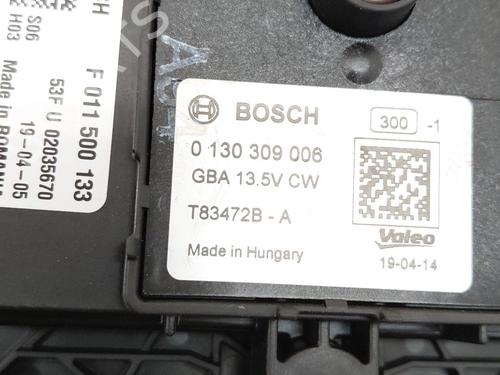 BOSCH
300 -1
0 130 309 006
GBA 13.5V CW
T83472B - A
Valeo
Made in Hungary
19-04-14
F 011 500 133
53F U 02035670
19-04-05
S06
H03
Made in ROMANIA